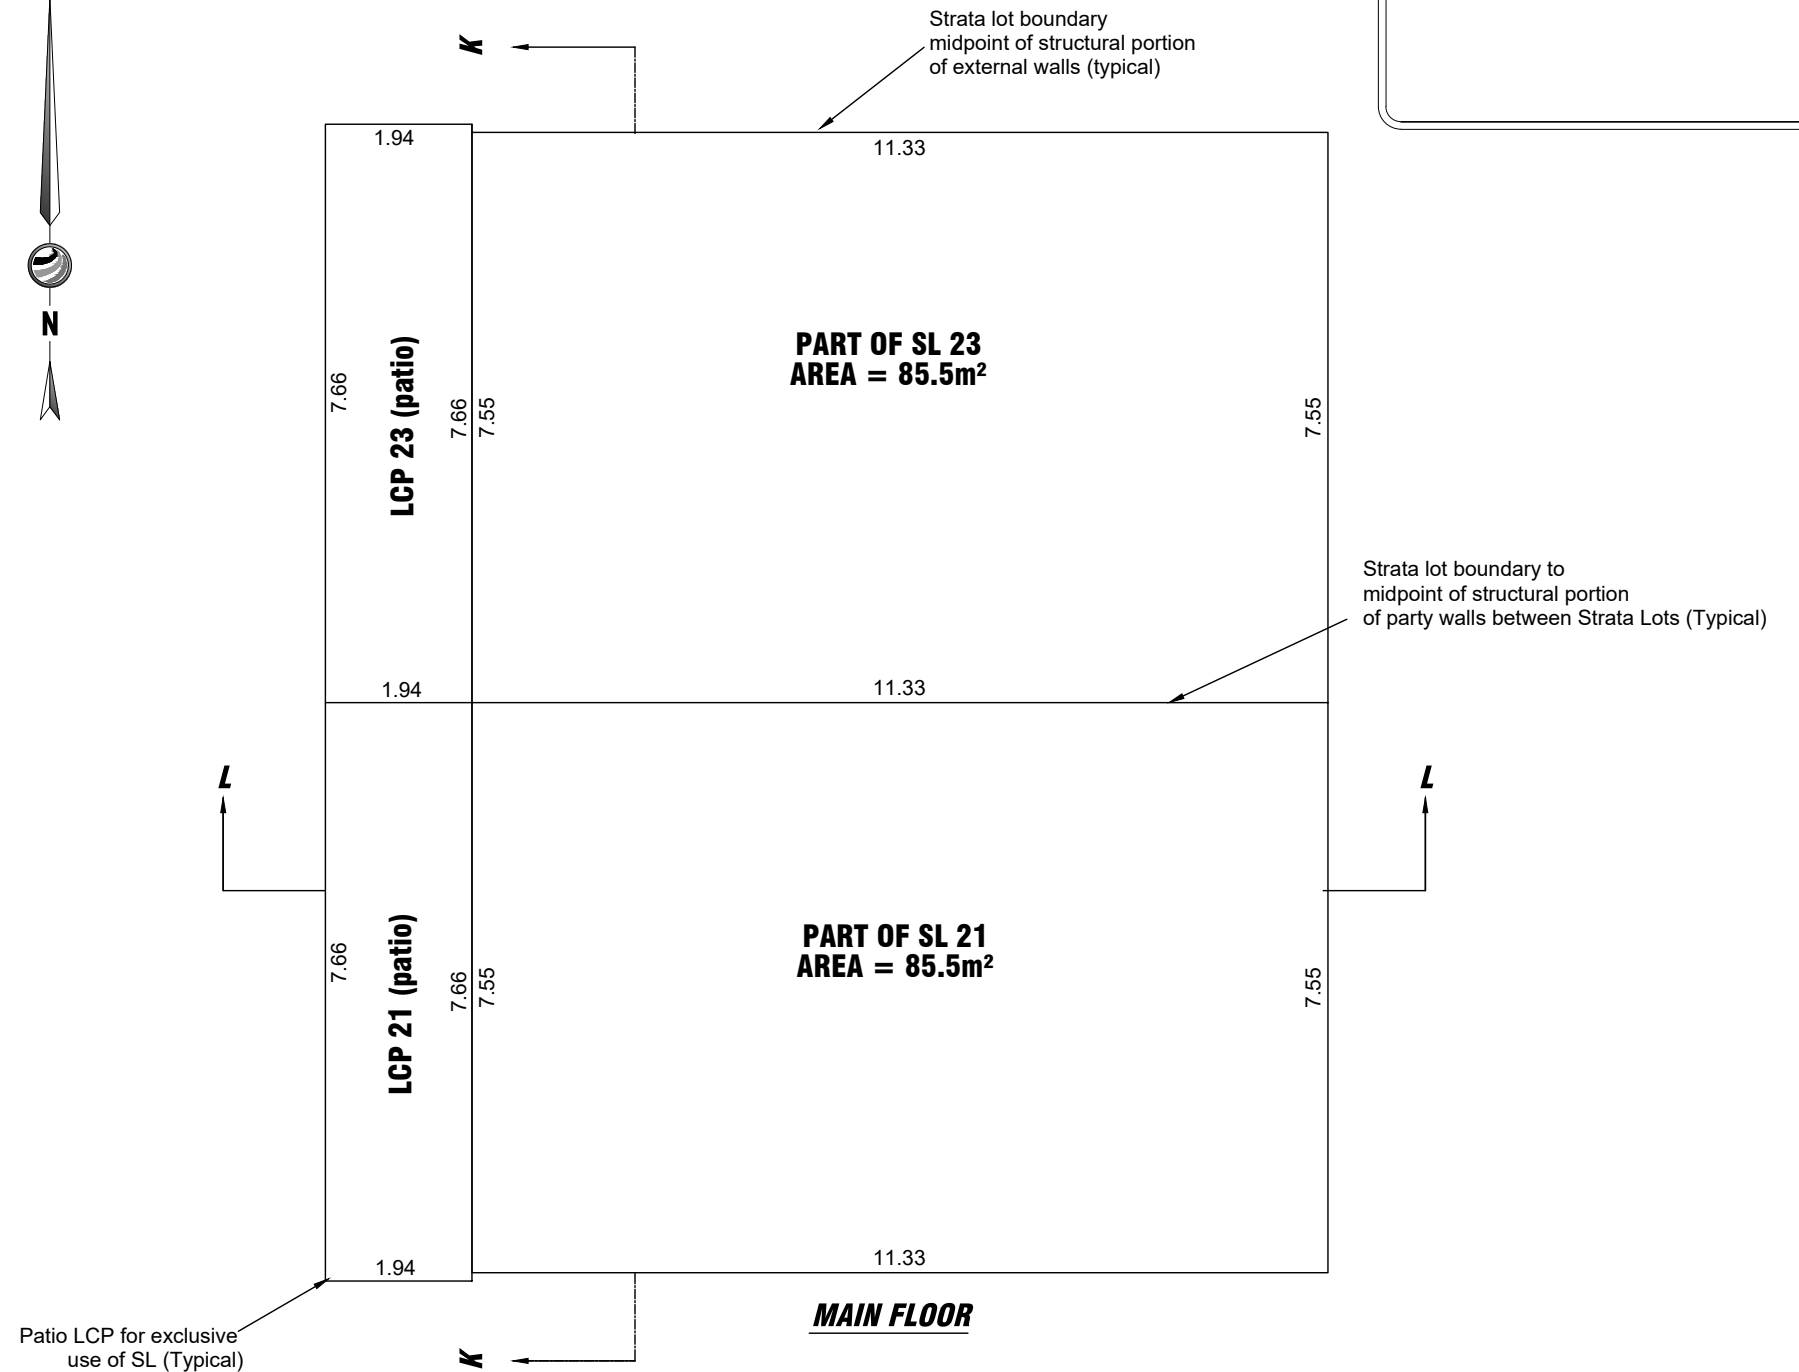 Strata lot boundary
midpoint of structural portion
of external walls (typical)
K
1.94
11.33
N
PART OF SL 23
AREA = 85.5m²
7.66
LCP 23 (patio)
7.66
7.55
7.55
Strata lot boundary to
midpoint of structural portion
of party walls between Strata Lots (Typical)
1.94
11.33
L
L
PART OF SL 21
AREA = 85.5m²
7.66
LCP 21 (patio)
7.66
7.55
7.55
1.94
11.33
MAIN FLOOR
Patio LCP for exclusive
use of SL (Typical)
K